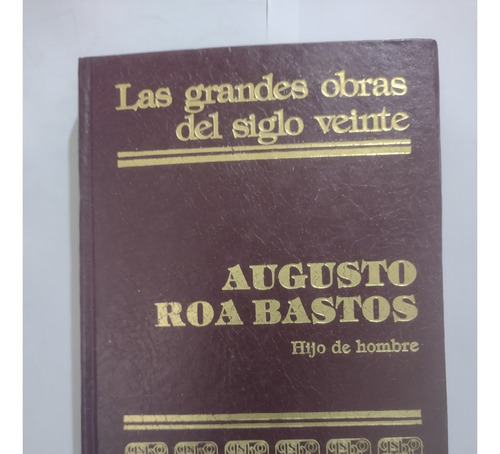 Las grandes obras
del siglo veinte
AUGUSTO
ROA BASTOS
Hijo de hombre